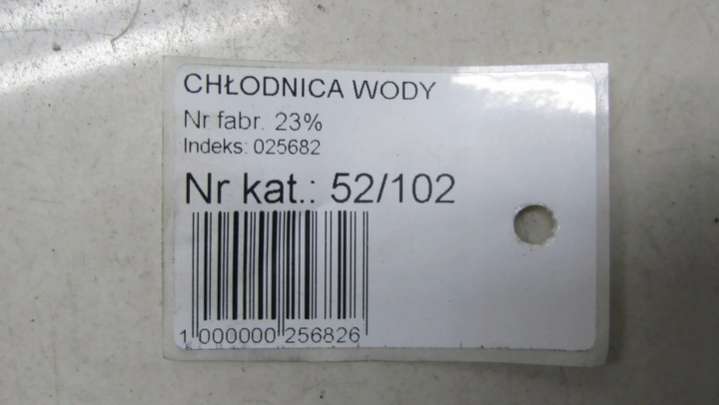 CHŁODNICA WODY
Nr fabr. 23%
Indeks: 025682
Nr kat.: 52/102
1 000000 256826